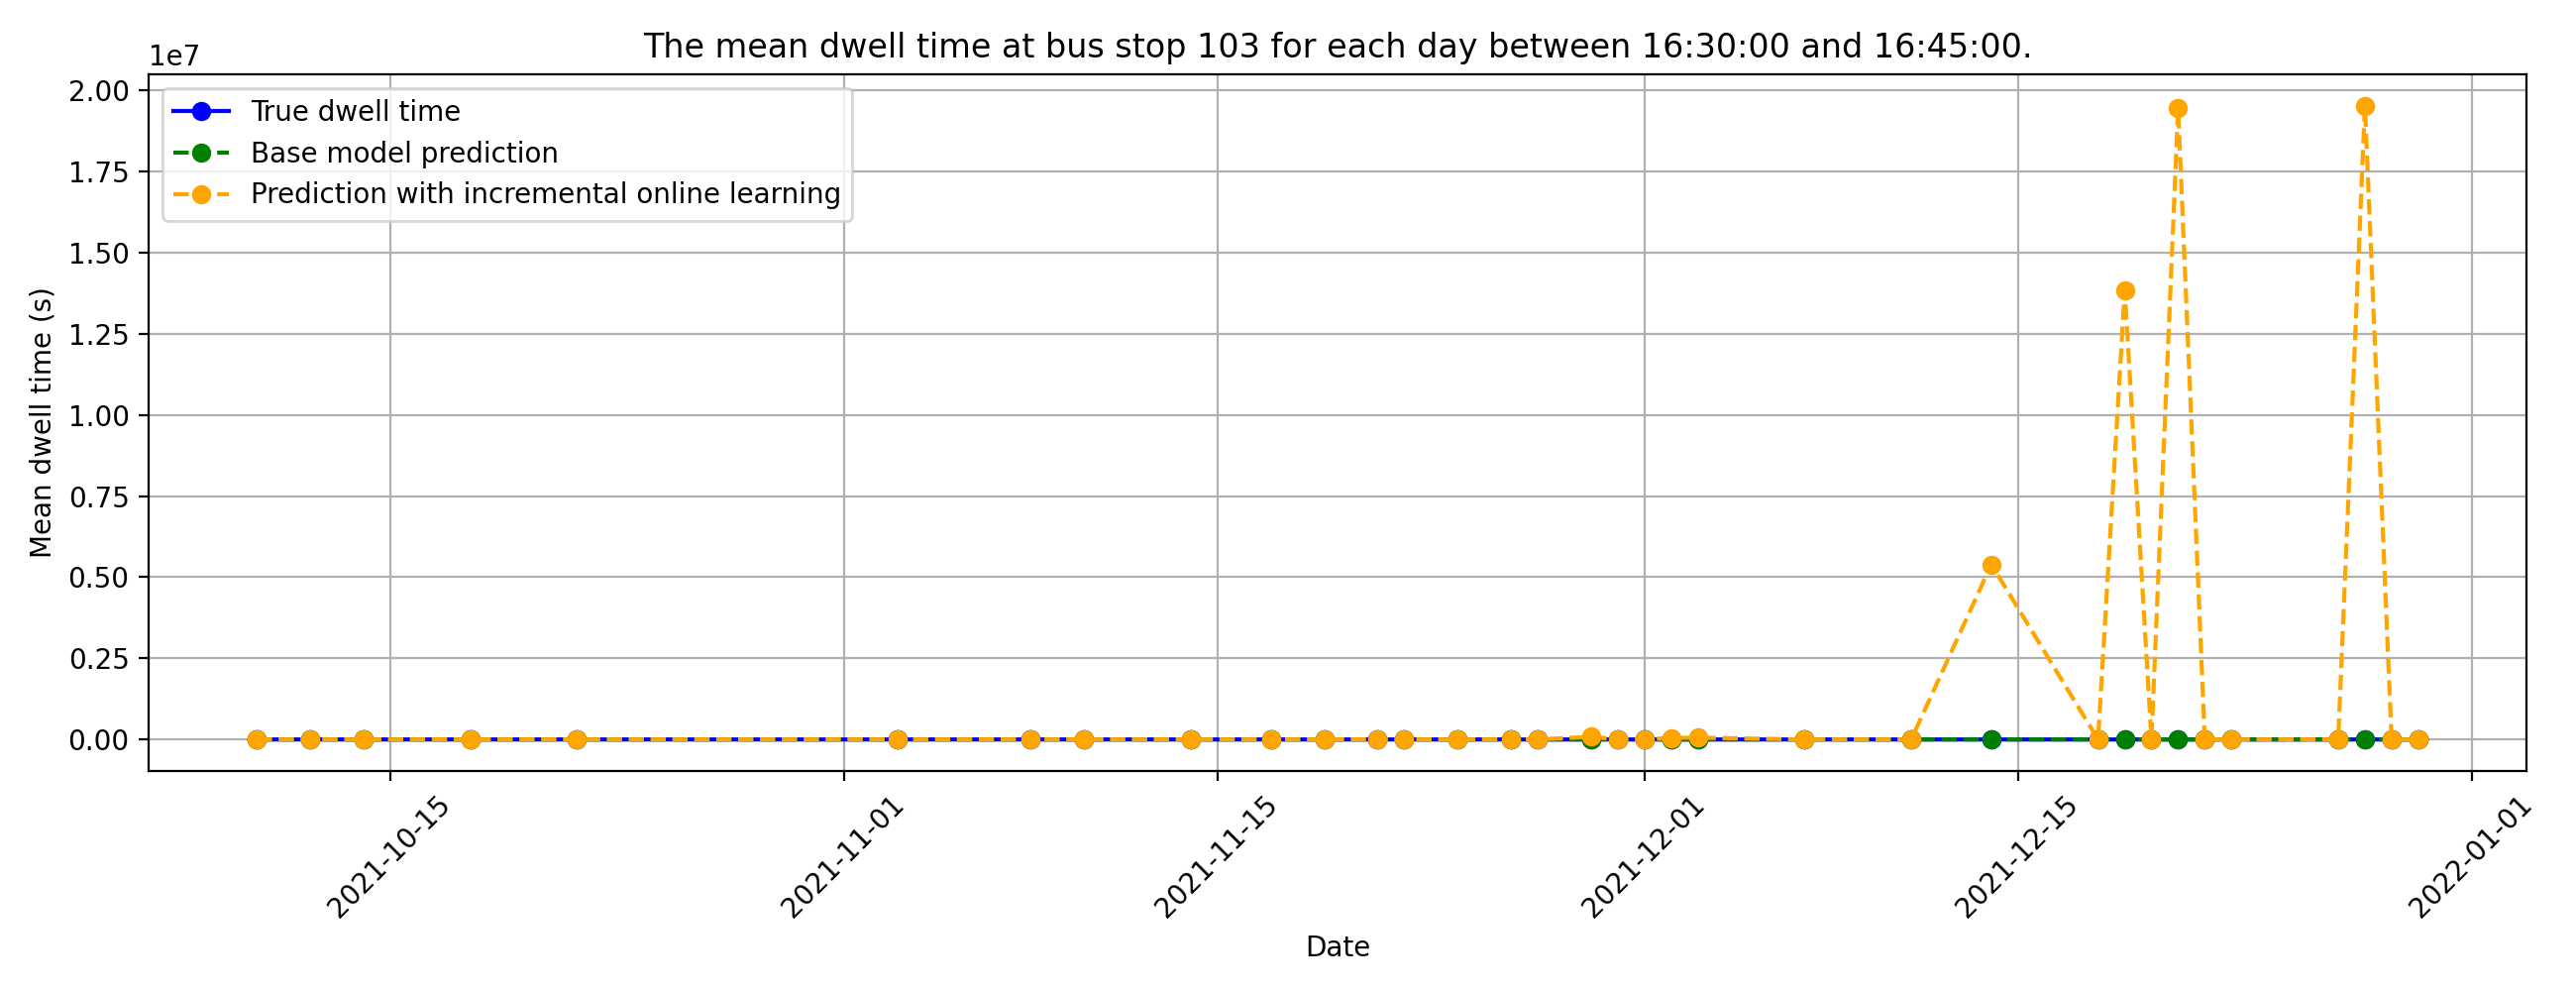 The mean dwell time at bus stop 103 for each day between 16:30:00 and 16:45:00.
1e7
2.00
1.75
1.50
1.25
1.00
0.75
0.50
0.25
0.00
Mean dwell time (s)
True dwell time
Base model prediction
Prediction with incremental online learning
2021-10-15
2021-11-01
2021-11-15
2021-12-01
2021-12-15
2022-01-01
Date